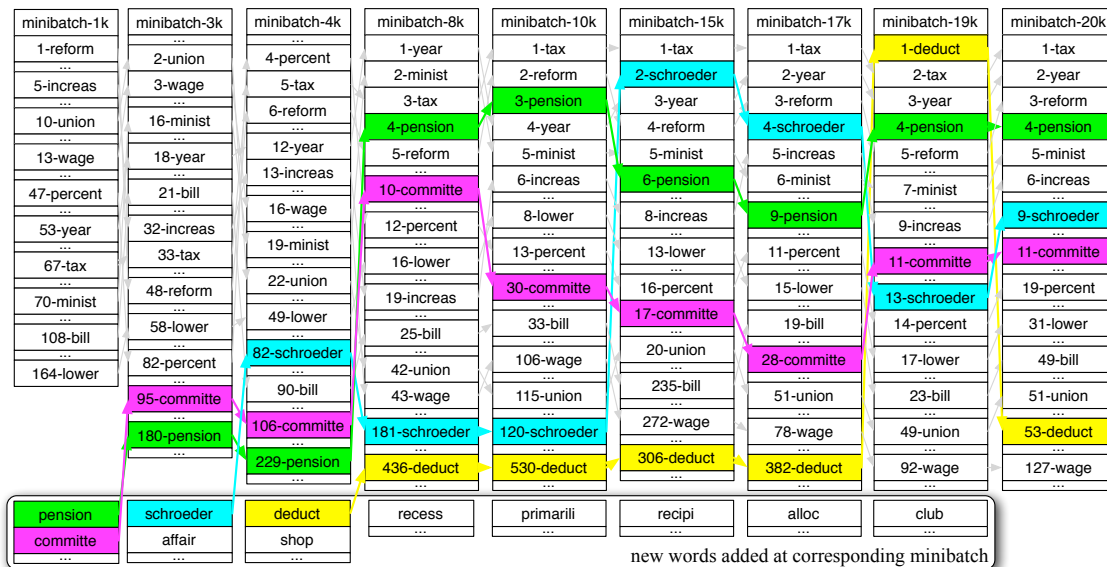 minibatch-1k
1-reform
...
5-increas
...
10-union
...
13-wage
...
47-percent
...
53-year
...
67-tax
...
70-minist
...
108-bill
...
164-lower
...
minibatch-3k
...
2-union
3-wage
...
16-minist
...
18-year
...
21-bill
...
32-increas
33-tax
...
48-reform
...
58-lower
...
82-percent
...
95-committe
...
180-pension
...
minibatch-4k
...
4-percent
5-tax
6-reform
...
12-year
13-increas
...
16-wage
...
19-minist
...
22-union
...
49-lower
...
82-schroeder
...
90-bill
...
106-committe
...
229-pension
...
minibatch-8k
1-year
2-minist
3-tax
4-pension
5-reform
...
10-committe
...
12-percent
...
16-lower
...
19-increas
...
25-bill
...
42-union
43-wage
...
181-schroeder
...
436-deduct
...
minibatch-10k
1-tax
2-reform
3-pension
4-year
5-minist
6-increas
...
8-lower
...
13-percent
...
30-committe
...
33-bill
...
106-wage
...
115-union
...
120-schroeder
...
530-deduct
...
minibatch-15k
1-tax
2-schroeder
3-year
4-reform
5-minist
6-pension
...
8-increas
...
13-lower
...
16-percent
17-committe
...
20-union
...
235-bill
...
272-wage
...
306-deduct
...
minibatch-17k
1-tax
2-year
3-reform
4-schroeder
5-increas
6-minist
...
9-pension
...
11-percent
...
15-lower
...
19-bill
...
28-committe
...
51-union
...
78-wage
...
382-deduct
...
minibatch-19k
1-deduct
2-tax
3-year
4-pension
5-reform
...
7-minist
...
9-increas
...
11-committe
...
13-schroeder
14-percent
...
17-lower
...
23-bill
...
49-union
...
92-wage
...
minibatch-20k
1-tax
2-year
3-reform
4-pension
5-minist
6-increas
...
9-schroeder
...
11-committe
...
19-percent
...
31-lower
...
49-bill
...
51-union
...
53-deduct
...
127-wage
...
pension
committe
...
schroeder
affair
...
deduct
shop
...
recess
...
primarili
...
recipi
...
alloc
...
club
...
new words added at corresponding minibatch